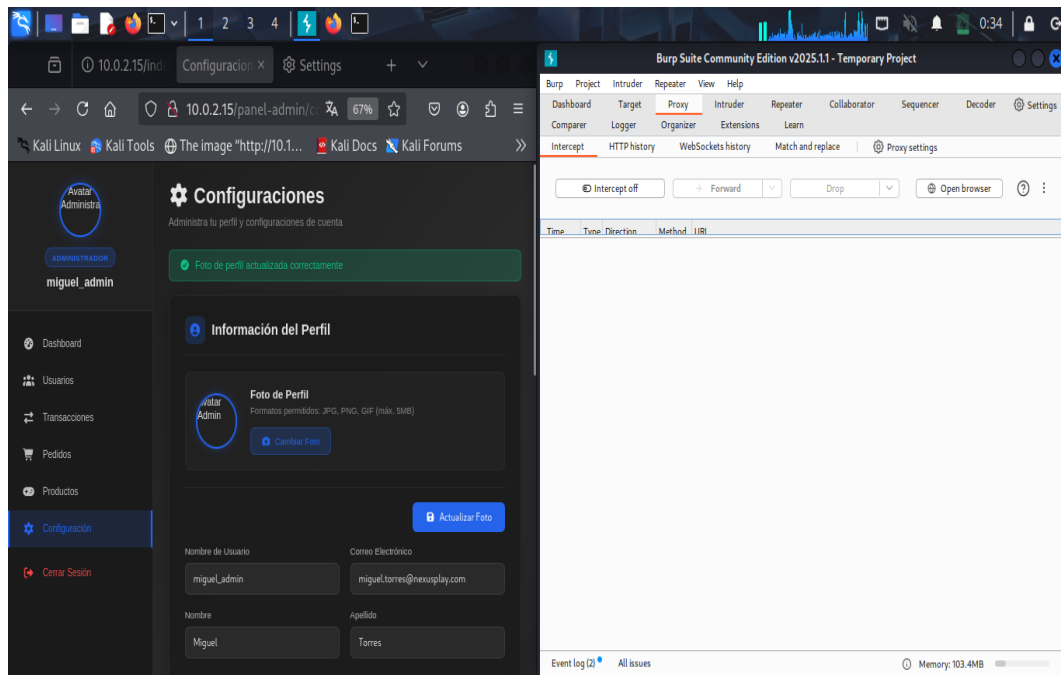 1 2 3 4
0:34
10.0.2.15/ind
Configuracion ×
Settings
10.0.2.15/panel-admin/co
67%
Kali Linux
Kali Tools
The image "http://10.1...
Kali Docs
Kali Forums
Avatar
Administra
ADMINISTRADOR
miguel_admin
Dashboard
Usuarios
Transacciones
Pedidos
Productos
Configuración
Cerrar Sesión
Configuraciones
Administra tu perfil y configuraciones de cuenta
Foto de perfil actualizada correctamente
Información del Perfil
Avatar
Admin
Foto de Perfil
Formatos permitidos: JPG, PNG, GIF (máx. 5MB)
Cambiar Foto
Actualizar Foto
Nombre de Usuario
Correo Electrónico
miguel_admin
miguel.torres@nexusplay.com
Nombre
Apellido
Miguel
Torres
Burp Suite Community Edition v2025.1.1 - Temporary Project
Burp Project Intruder Repeater View Help
Dashboard Target Proxy Intruder Repeater Collaborator Sequencer Decoder Settings
Comparer Logger Organizer Extensions Learn
Intercept HTTP history WebSockets history Match and replace Proxy settings
Intercept off Forward Drop Open browser
Time Type Direction Method URL
Event log (2) All issues Memory: 103.4MB